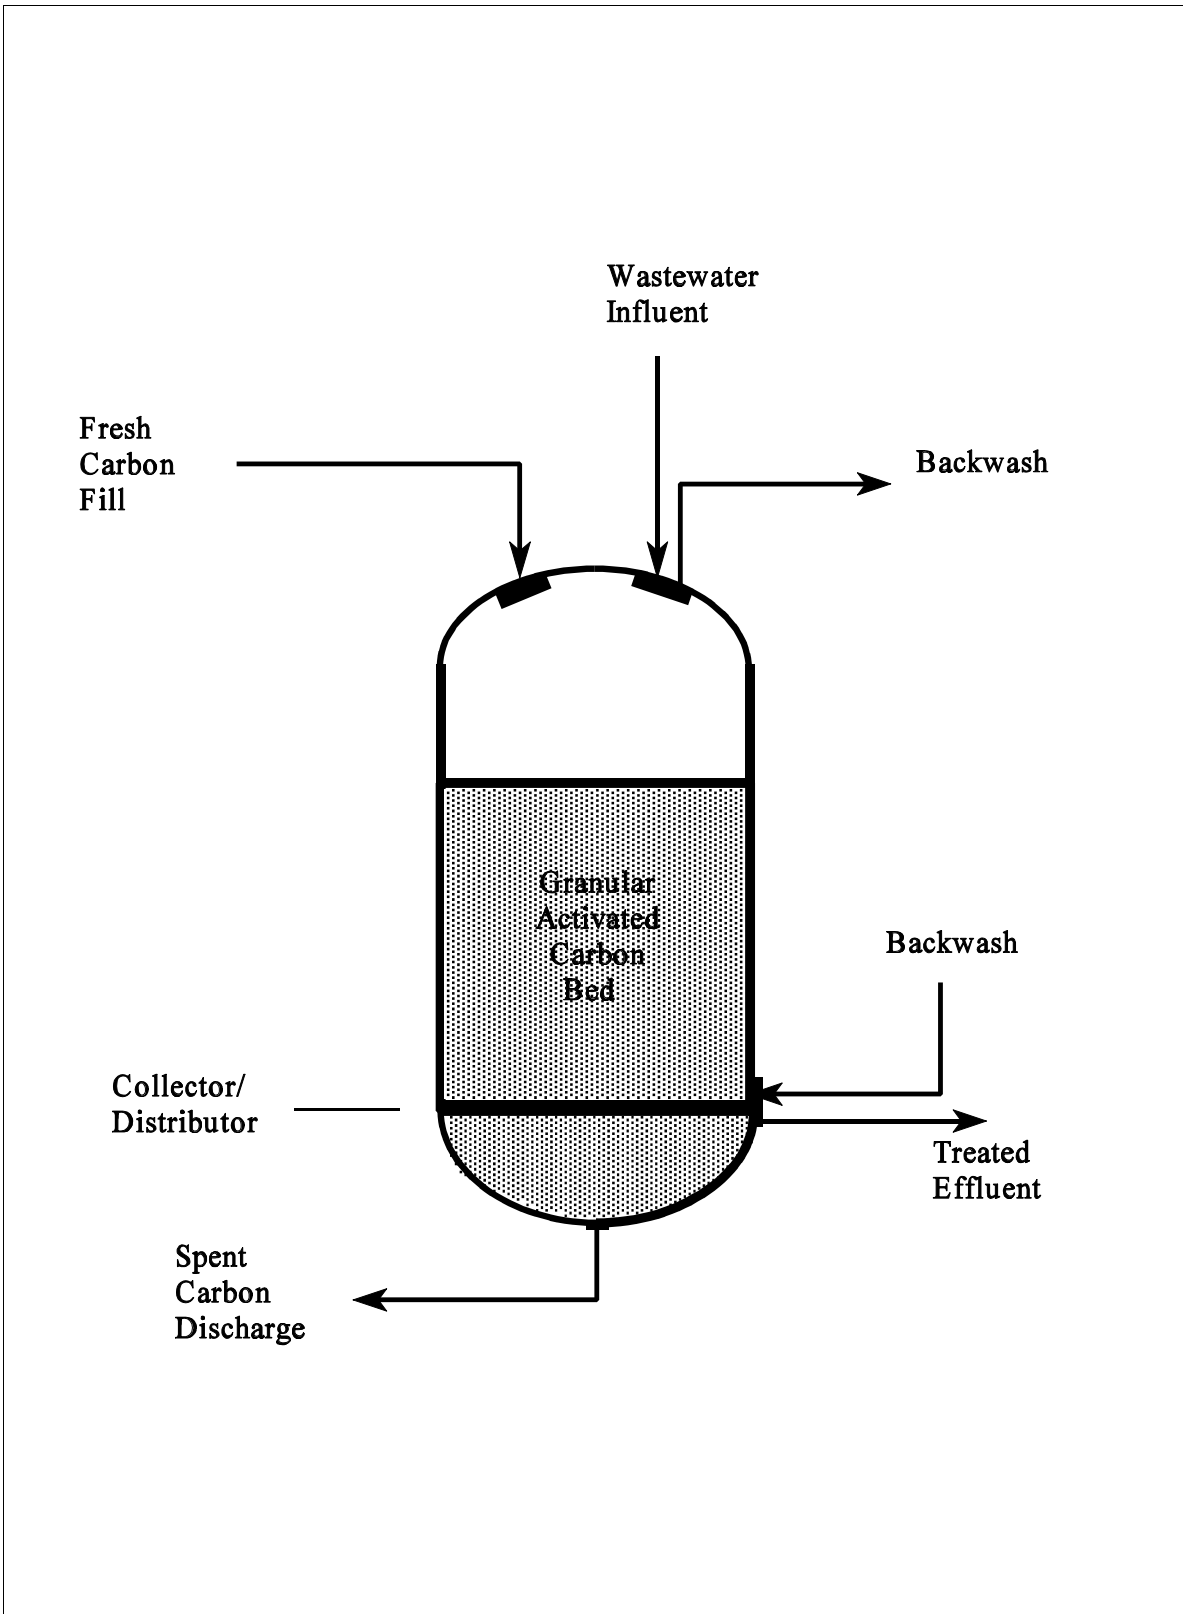 Wastewater
Influent
Fresh
Carbon
Fill
Backwash
Granular
Activated
Carbon
Bed
Backwash
Collector/
Distributor
Treated
Effluent
Spent
Carbon
Discharge